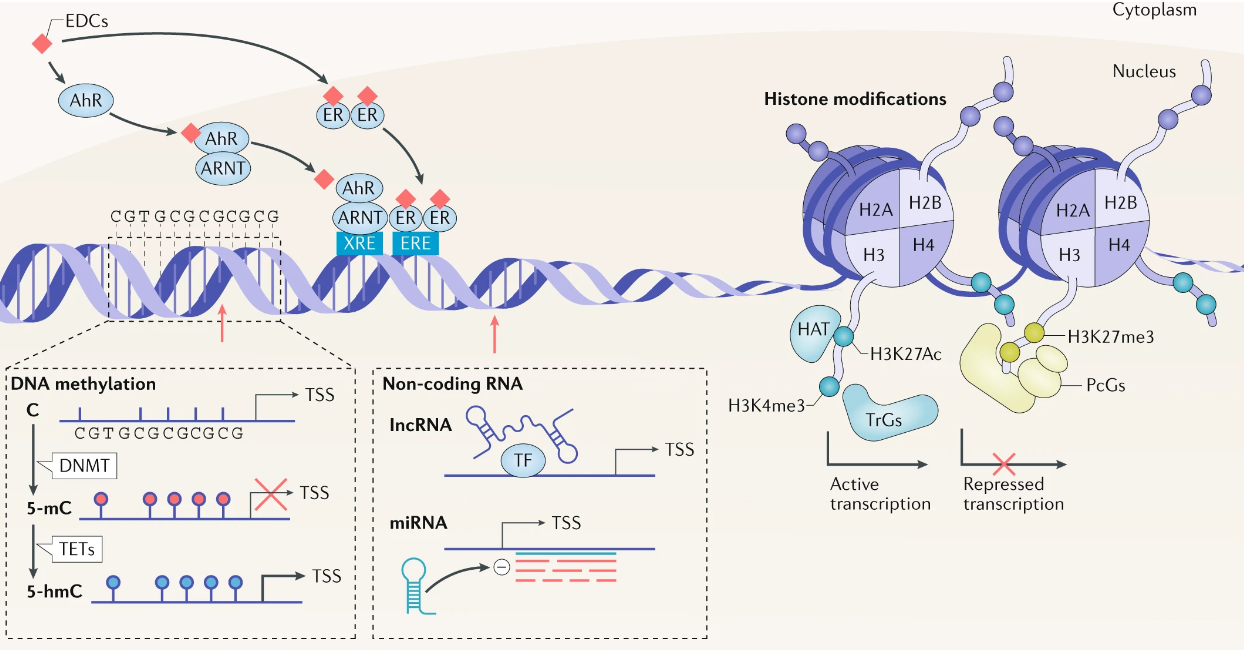 EDCs
Cytoplasm
AhR
Nucleus
ER ER
Histone modifications
AhR
ARNT
AhR
ARNT
ER ER
XRE
ERE
CGTGCGCGCGCG
H2A
H2B
H3
H4
H2A
H2B
H3
H4
HAT
H3K27Ac
H3K4me3
TrGs
H3K27me3
PcGs
Active
transcription
Repressed
transcription
DNA methylation
C
TSS
CGTGCGCGCGCG
DNMT
5-mC
TSS
TETs
5-hmC
TSS
Non-coding RNA
lncRNA
TF
TSS
miRNA
TSS
−